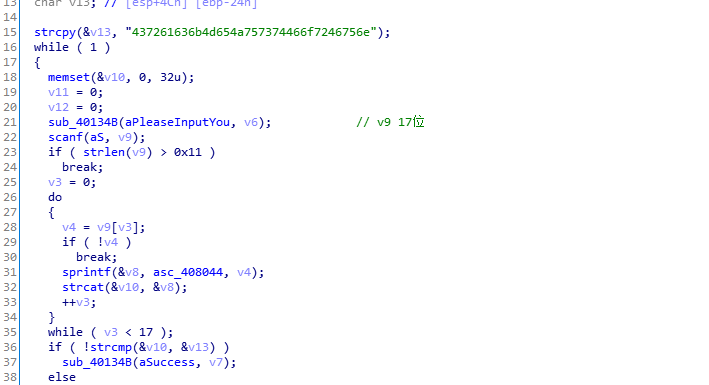 13 char v13; // [esp+4Ch] [ebp-24h]
14
15 strcpy(&v13, "437261636b4d654a757374466f7246756e");
16 while ( 1 )
17 {
18 memset(&v10, 0, 32u);
19 v11 = 0;
20 v12 = 0;
21 sub_40134B(aPleaseInputYou, v6); // v9 17位
22 scanf(aS, v9);
23 if ( strlen(v9) > 0x11 )
24 break;
25 v3 = 0;
26 do
27 {
28 v4 = v9[v3];
29 if ( !v4 )
30 break;
31 sprintf(&v8, asc_408044, v4);
32 strcat(&v10, &v8);
33 ++v3;
34 }
35 while ( v3 < 17 );
36 if ( !strcmp(&v10, &v13) )
37 sub_40134B(aSuccess, v7);
38 else